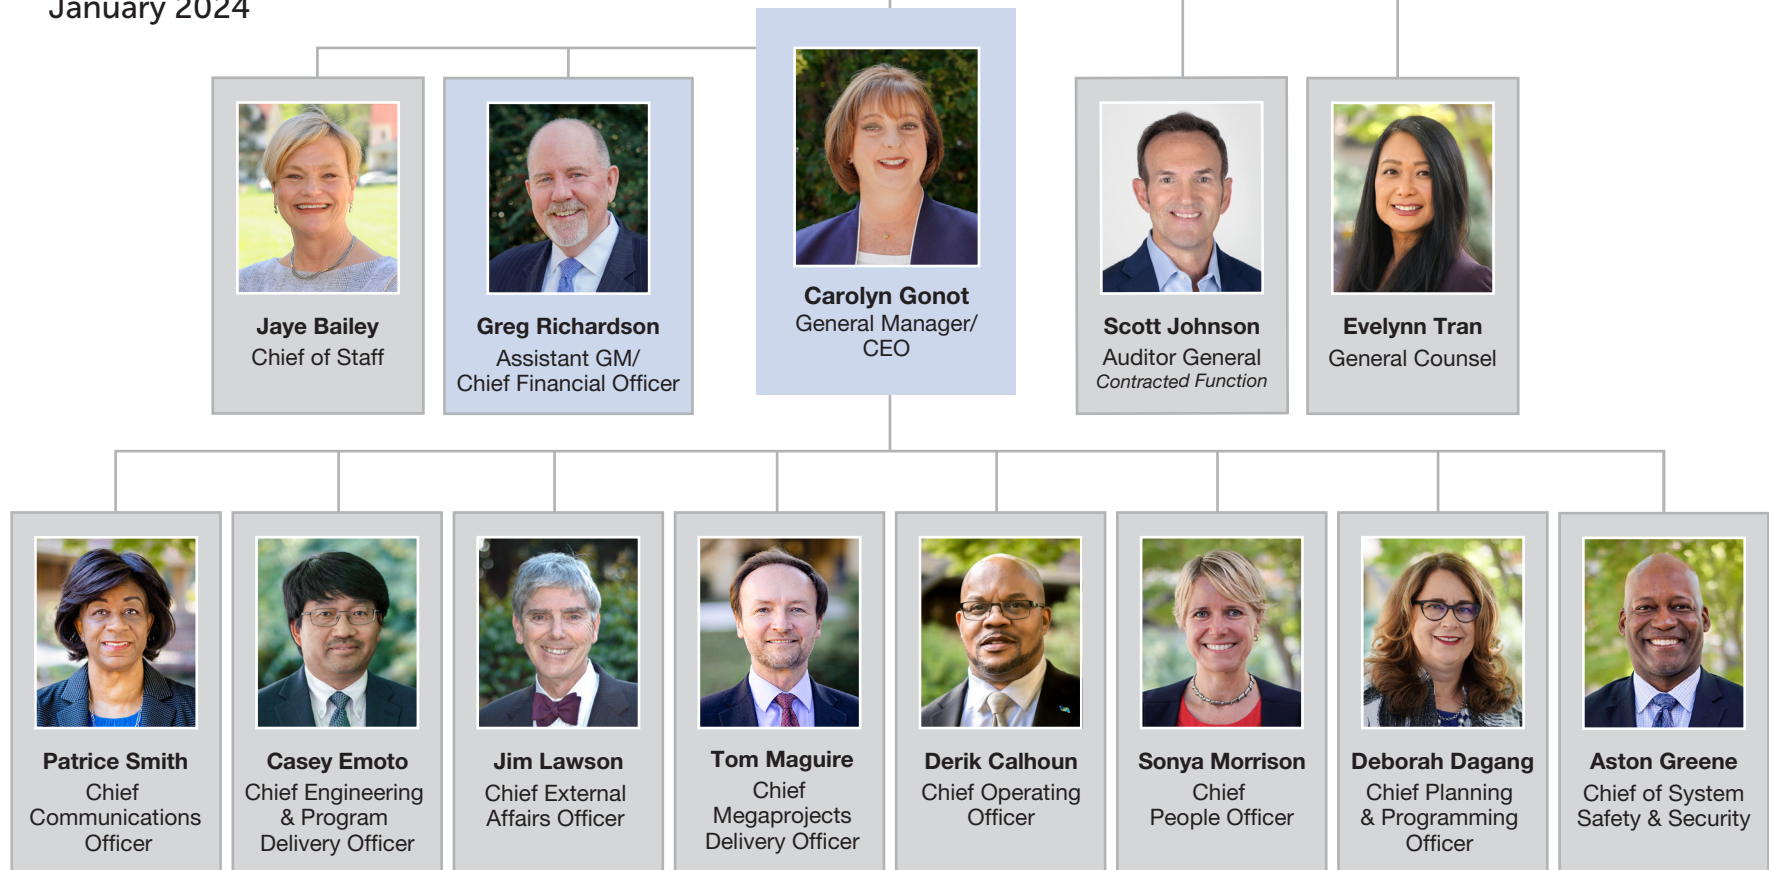 January 2024
Jaye Bailey
Chief of Staff
Greg Richardson
Assistant GM/
Chief Financial Officer
Carolyn Gonot
General Manager/
CEO
Scott Johnson
Auditor General
Contracted Function
Evelynn Tran
General Counsel
Patrice Smith
Chief
Communications
Officer
Casey Emoto
Chief Engineering
& Program
Delivery Officer
Jim Lawson
Chief External
Affairs Officer
Tom Maguire
Chief
Megaprojects
Delivery Officer
Derik Calhoun
Chief Operating
Officer
Sonya Morrison
Chief
People Officer
Deborah Dagang
Chief Planning
& Programming
Officer
Aston Greene
Chief of System
Safety & Security